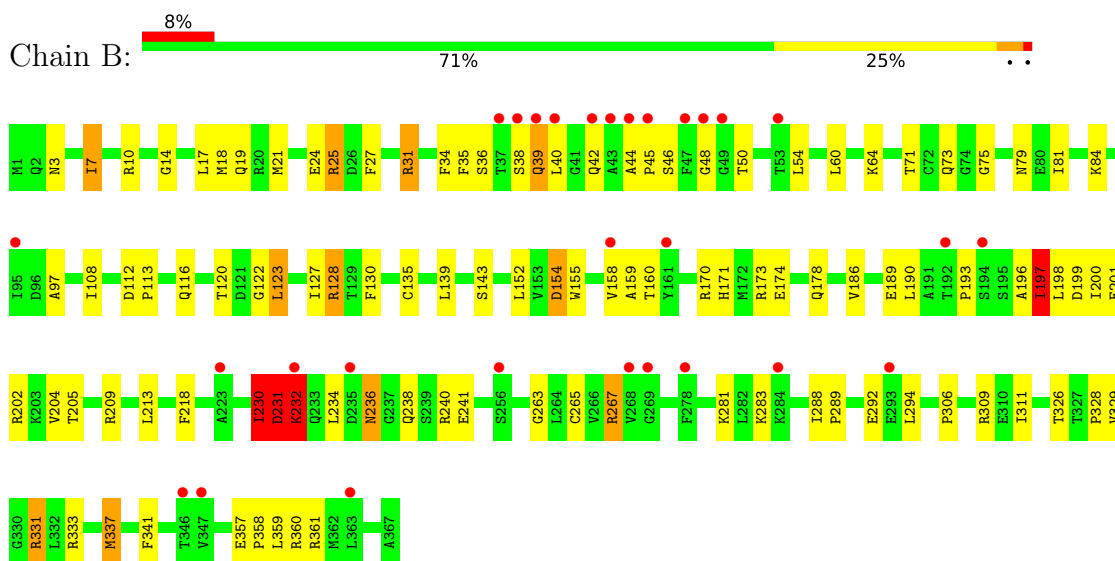 8%
Chain B:
71% 25% • •
M1 Q2 N3 I7 R10 G14 L17 M18 Q19 R20 M21 E24 R25 D26 F27 R31 F34 F35 S36 T37 S38 Q39 L40 G41 Q42 A43 A44 P45 S46 F47 G48 G49 T50 T53 L54 L60 K64 T71 C72 Q73 G74 G75 N79 E80 I81 K84
I95 D96 A97 I108 D112 P113 Q116 T120 D121 G122 L123 I127 R128 T129 F130 C135 L139 S143 L152 V153 D154 W155 V158 A159 T160 Y161 R170 H171 M172 R173 E174 Q178 V186 E189 L190 A191 T192 P193 S194 S195 A196 I197 L198 D199 I200
R202 K203 V204 T205 R209 L213 F218 A223 I230 D231 K232 Q233 L234 D235 N236 G237 Q238 S239 R240 E241 S256 G263 L264 C265 V266 R267 V268 G269 F278 K281 L282 K283 K284 I288 P289 E292 E293 L294 P306 R309 E310 I311 T326 T327 P328
G330 R331 L332 R333 M337 F341 T346 V347 E357 P358 L359 R360 R361 M362 L363 A367